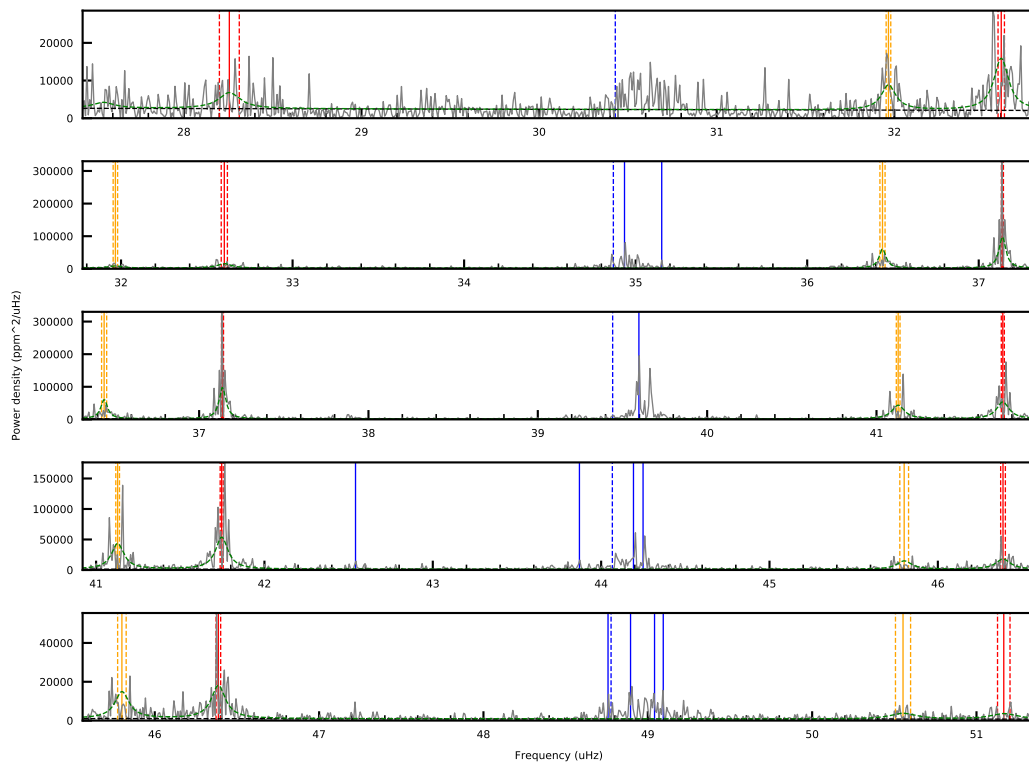 20000
10000
0
28 29 30 31 32
300000
200000
100000
0
32 33 34 35 36 37
300000
200000
100000
0
37 38 39 40 41
150000
100000
50000
0
41 42 43 44 45 46
40000
20000
0
46 47 48 49 50 51
Power density (ppm^2/uHz)
Frequency (uHz)